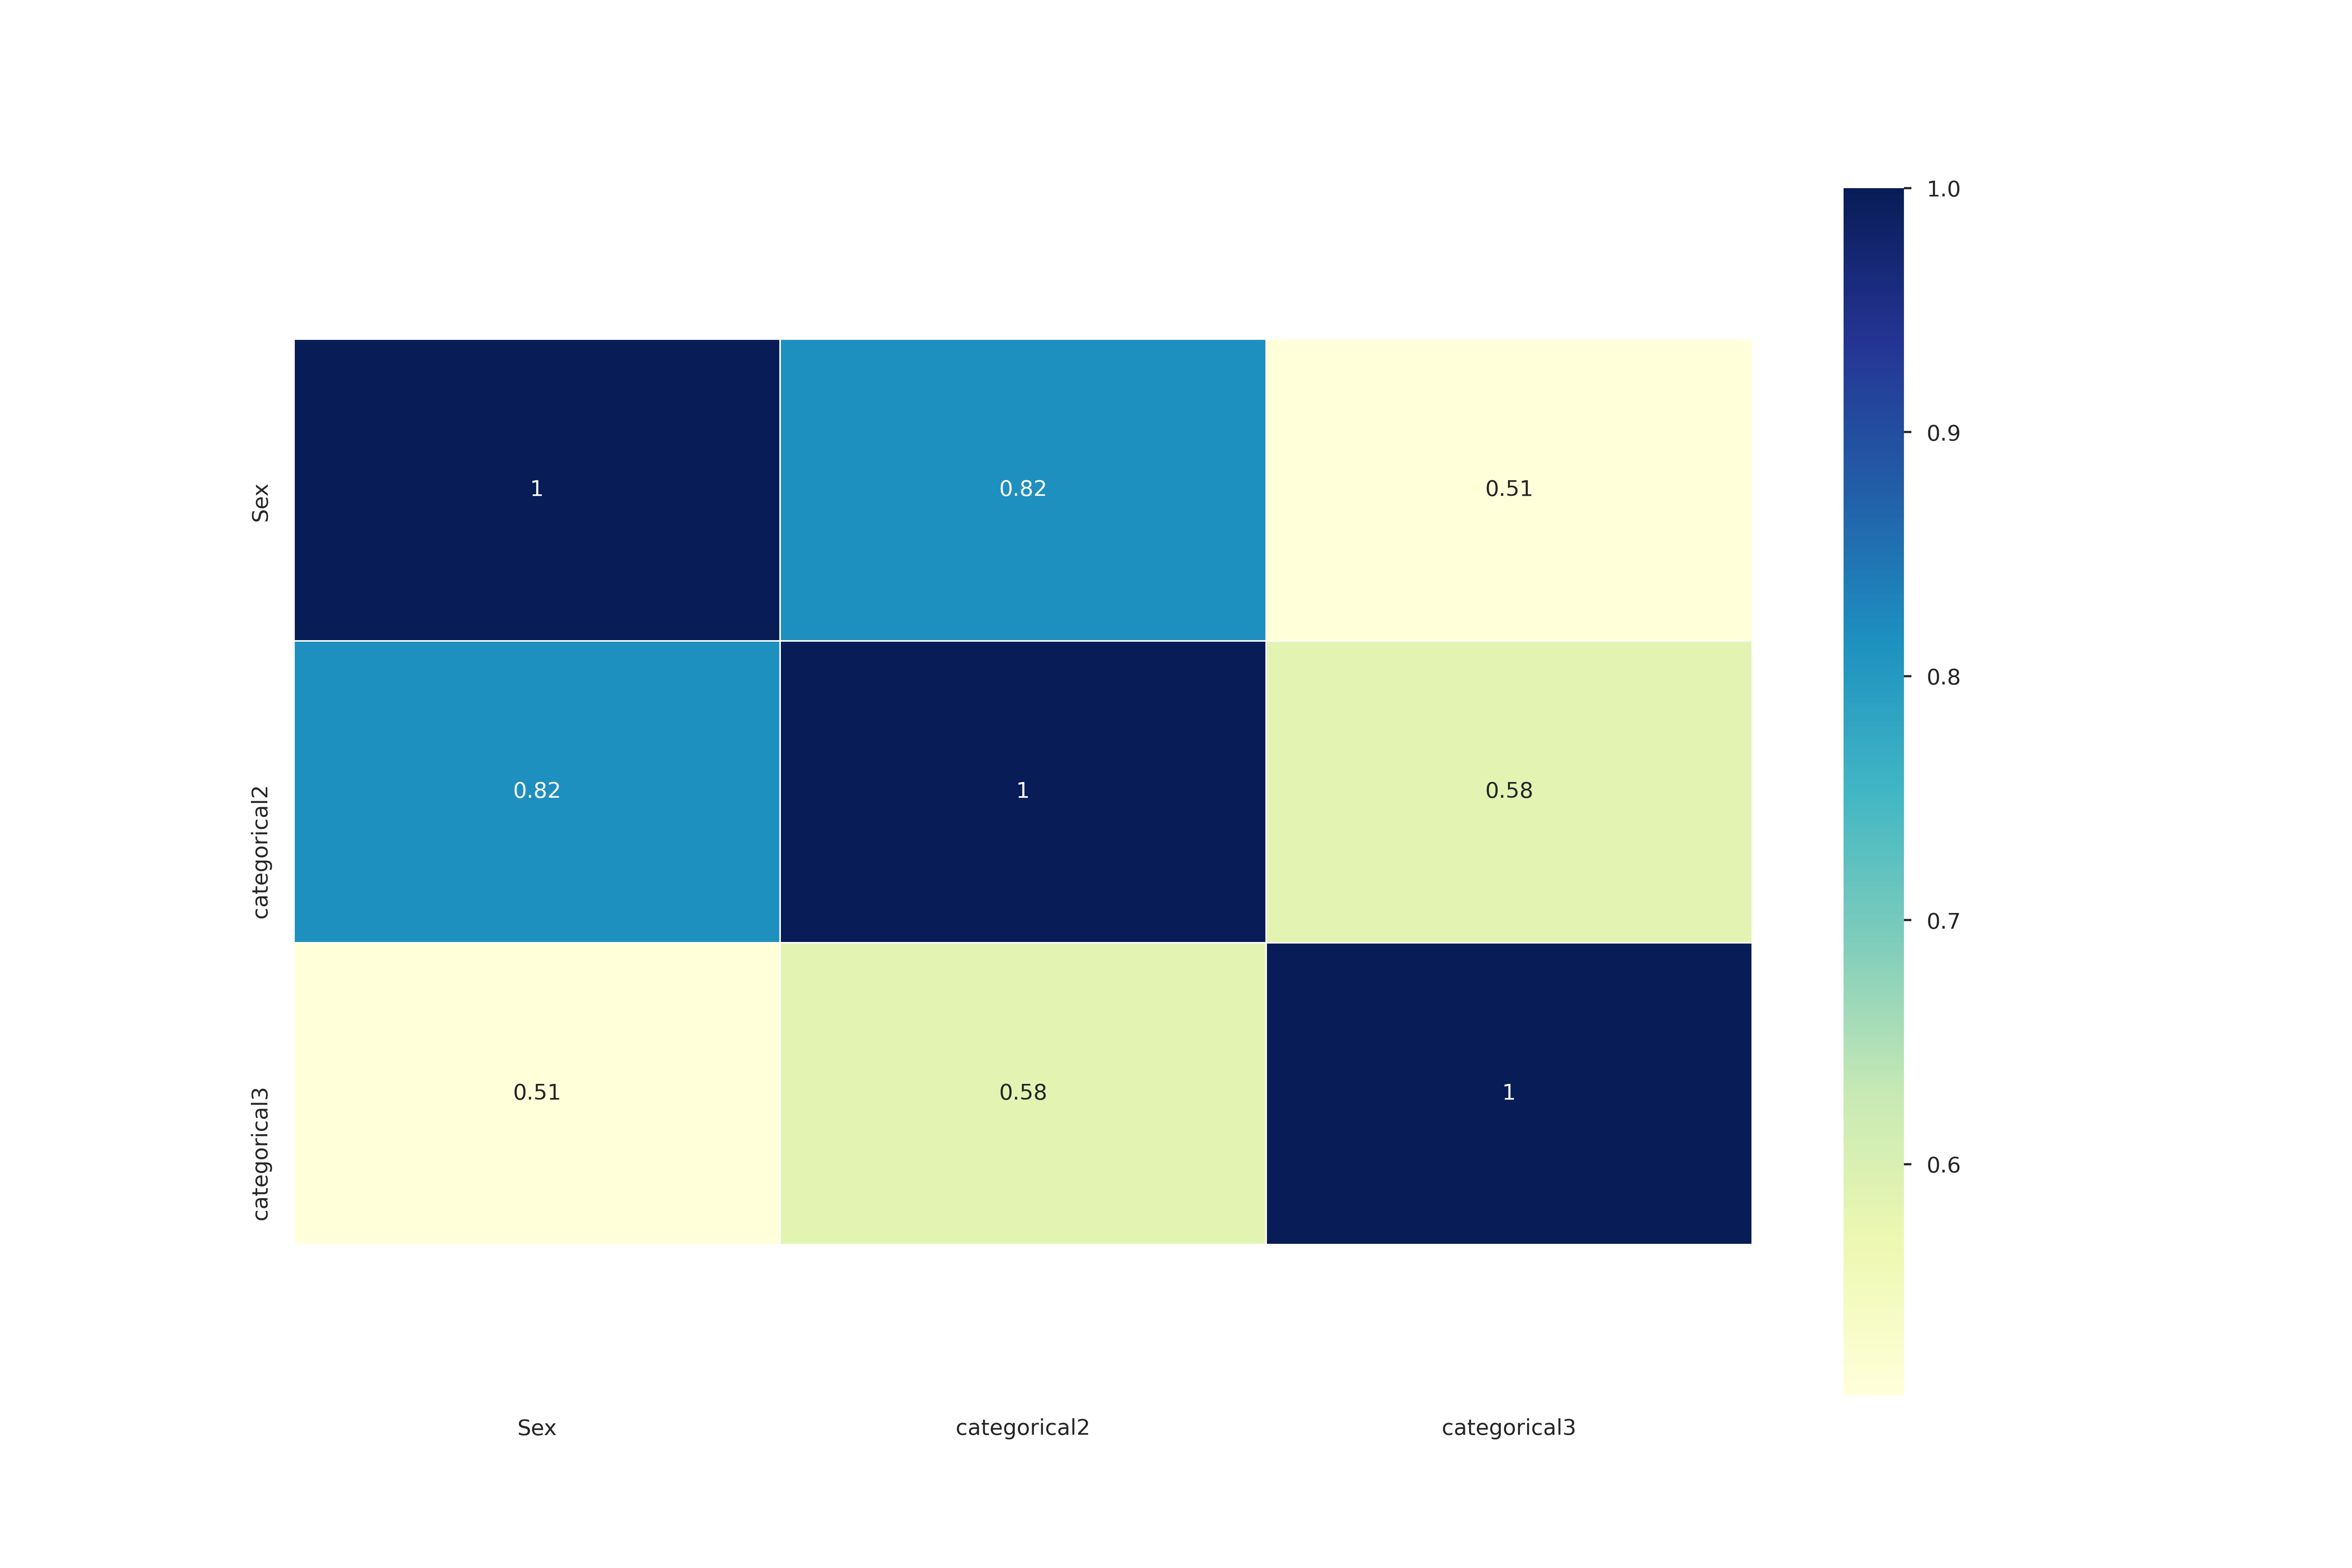 1.0
0.9
Sex 1 0.82 0.51
0.8
categorical2 0.82 1 0.58
0.7
categorical3 0.51 0.58 1
0.6
Sex categorical2 categorical3